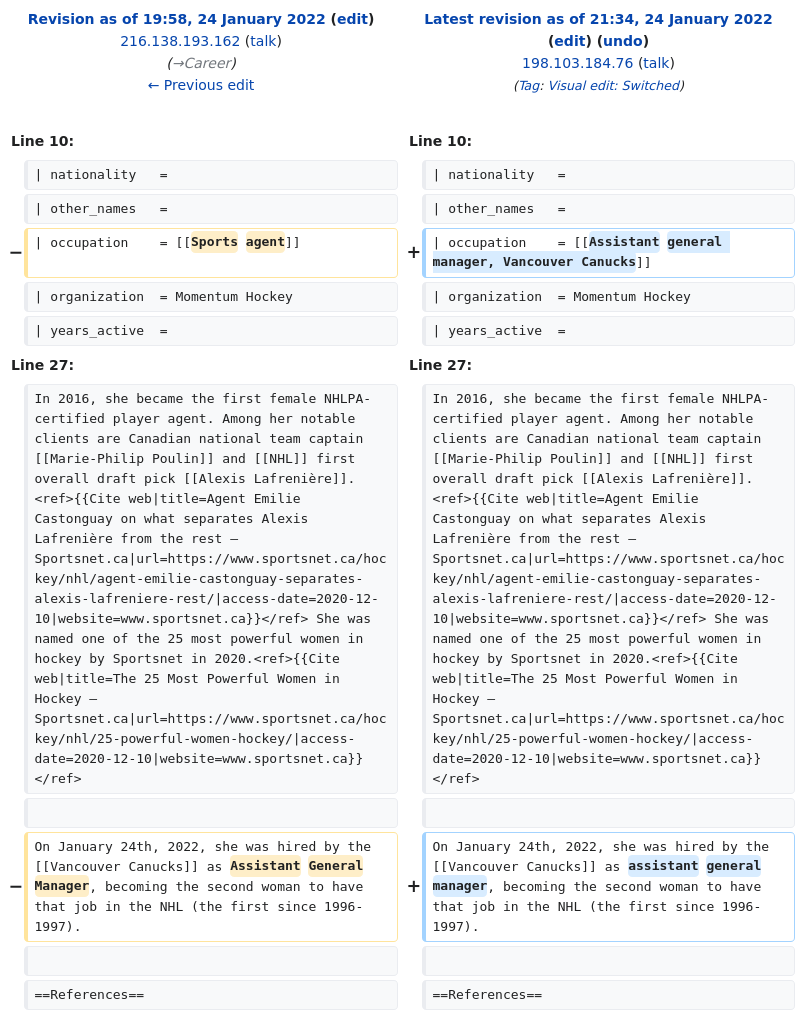 Revision as of 19:58, 24 January 2022 (edit)
216.138.193.162 (talk)
(→Career)
← Previous edit
Latest revision as of 21:34, 24 January 2022
(edit) (undo)
198.103.184.76 (talk)
(Tag: Visual edit: Switched)
Line 10:
Line 10:
| nationality   =
| nationality   =
| other_names   =
| other_names   =
− | occupation    = [[Sports agent]]
+ | occupation    = [[Assistant general
manager, Vancouver Canucks]]
| organization  = Momentum Hockey
| organization  = Momentum Hockey
| years_active  =
| years_active  =
Line 27:
Line 27:
In 2016, she became the first female NHLPA-
certified player agent. Among her notable
clients are Canadian national team captain
[[Marie-Philip Poulin]] and [[NHL]] first
overall draft pick [[Alexis Lafrenière]].
<ref>{{Cite web|title=Agent Emilie
Castonguay on what separates Alexis
Lafrenière from the rest –
Sportsnet.ca|url=https://www.sportsnet.ca/hoc
key/nhl/agent-emilie-castonguay-separates-
alexis-lafreniere-rest/|access-date=2020-12-
10|website=www.sportsnet.ca}}</ref> She was
named one of the 25 most powerful women in
hockey by Sportsnet in 2020.<ref>{{Cite
web|title=The 25 Most Powerful Women in
Hockey –
Sportsnet.ca|url=https://www.sportsnet.ca/hoc
key/nhl/25-powerful-women-hockey/|access-
date=2020-12-10|website=www.sportsnet.ca}}
</ref>
In 2016, she became the first female NHLPA-
certified player agent. Among her notable
clients are Canadian national team captain
[[Marie-Philip Poulin]] and [[NHL]] first
overall draft pick [[Alexis Lafrenière]].
<ref>{{Cite web|title=Agent Emilie
Castonguay on what separates Alexis
Lafrenière from the rest –
Sportsnet.ca|url=https://www.sportsnet.ca/hoc
key/nhl/agent-emilie-castonguay-separates-
alexis-lafreniere-rest/|access-date=2020-12-
10|website=www.sportsnet.ca}}</ref> She was
named one of the 25 most powerful women in
hockey by Sportsnet in 2020.<ref>{{Cite
web|title=The 25 Most Powerful Women in
Hockey –
Sportsnet.ca|url=https://www.sportsnet.ca/hoc
key/nhl/25-powerful-women-hockey/|access-
date=2020-12-10|website=www.sportsnet.ca}}
</ref>
On January 24th, 2022, she was hired by the
[[Vancouver Canucks]] as Assistant General
− Manager, becoming the second woman to have
that job in the NHL (the first since 1996-
1997).
On January 24th, 2022, she was hired by the
[[Vancouver Canucks]] as assistant general
+ manager, becoming the second woman to have
that job in the NHL (the first since 1996-
1997).
==References==
==References==